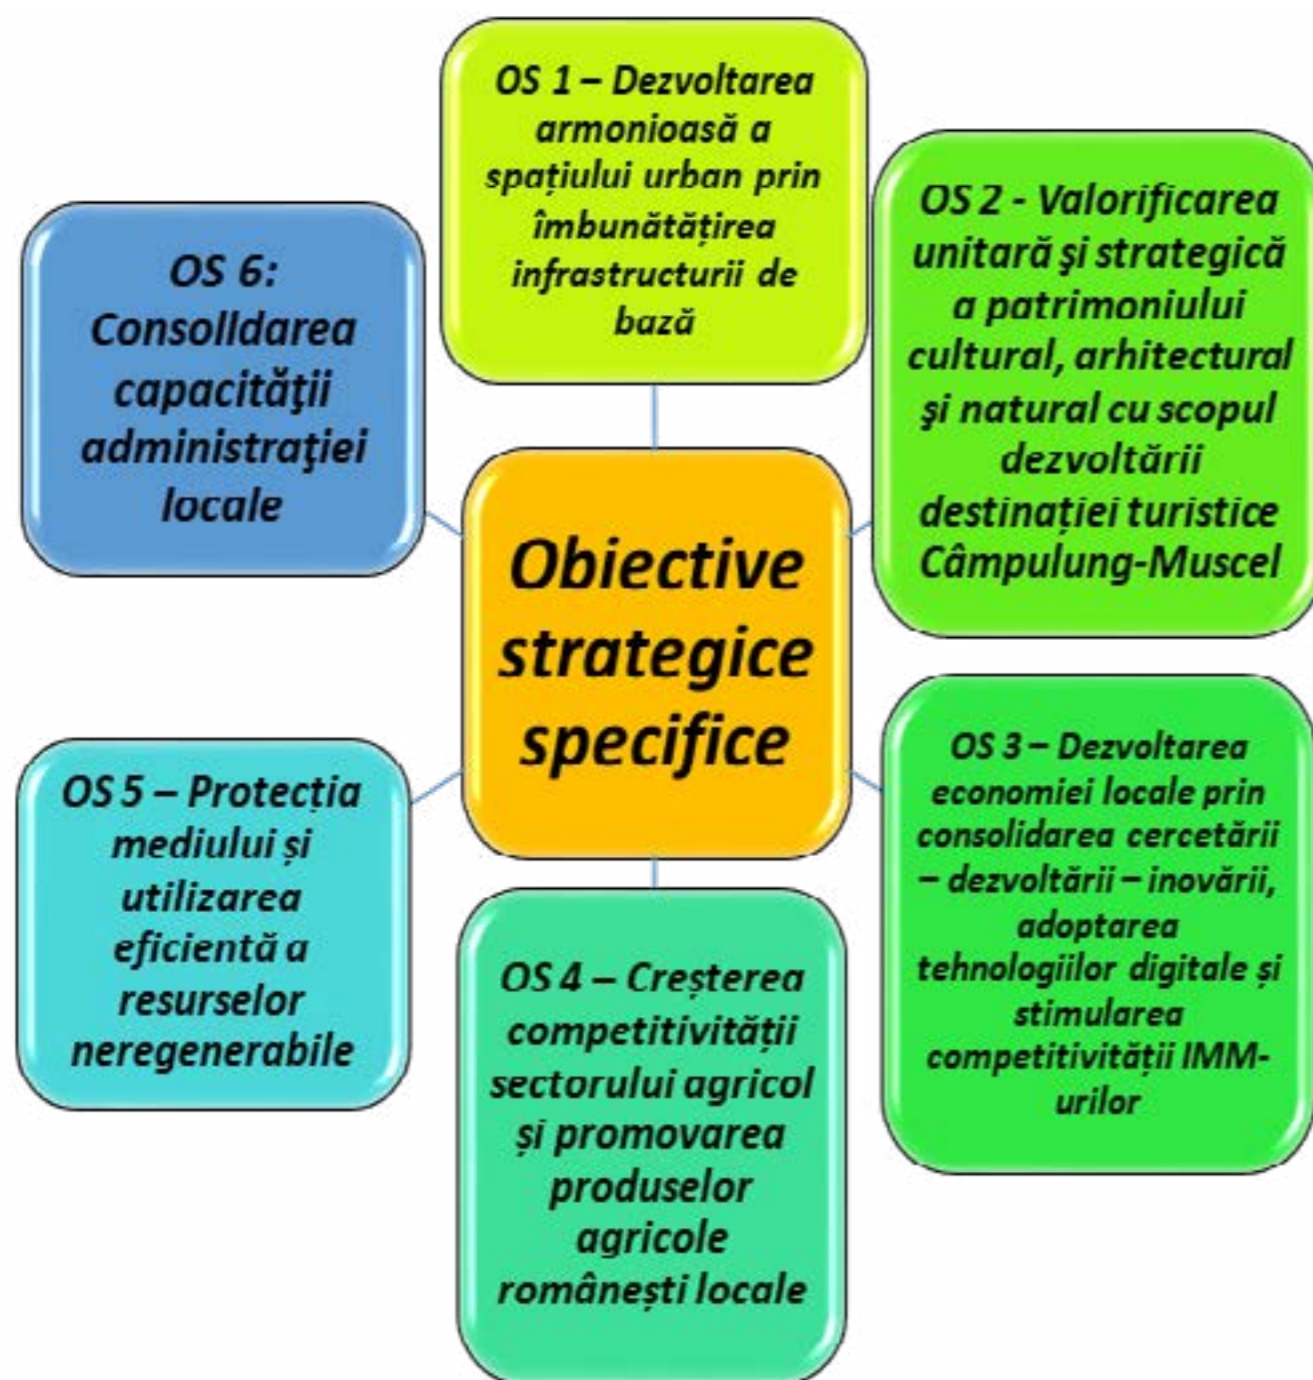 OS 1 – Dezvoltarea
armonioasă a
spațiului urban prin
îmbunătățirea
infrastructurii de
bază
OS 2 - Valorificarea
unitară şi strategică
a patrimoniului
cultural, arhitectural
şi natural cu scopul
dezvoltării
destinației turistice
Câmpulung-Muscel
OS 3 – Dezvoltarea
economiei locale prin
consolidarea cercetării
– dezvoltării – inovării,
adoptarea
tehnologiilor digitale și
stimularea
competitivității IMM-
urilor
OS 4 – Creșterea
competitivității
sectorului agricol
și promovarea
produselor
agricole
românești locale
OS 5 – Protecția
mediului și
utilizarea
eficientă a
resurselor
neregenerabile
OS 6:
Consolidarea
capacităţii
administraţiei
locale
Obiective
strategice
specifice